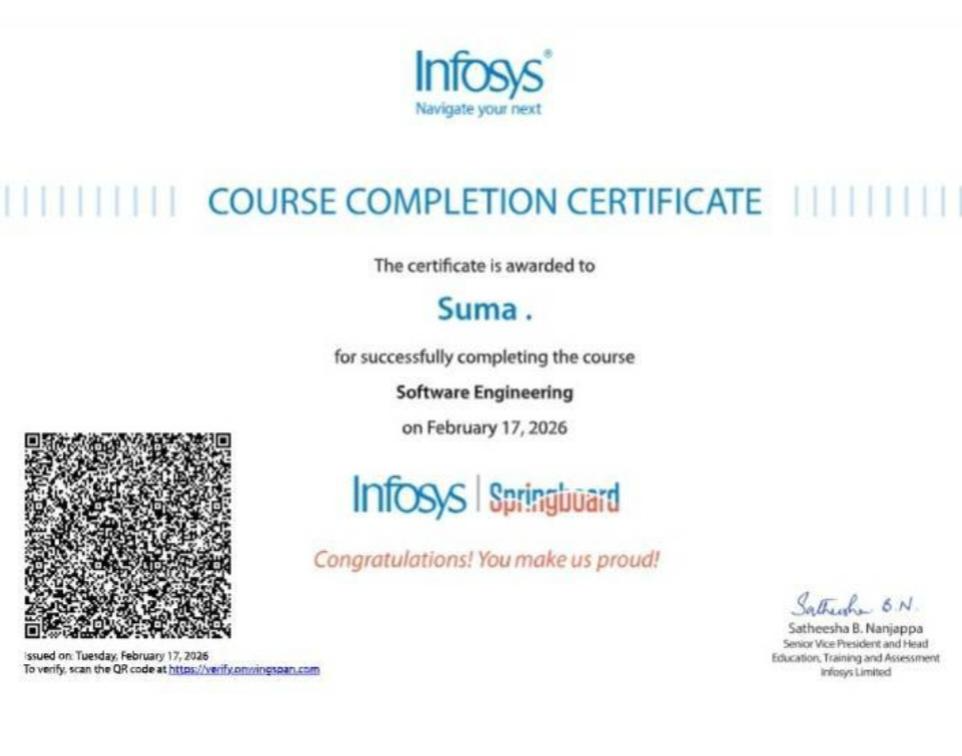 Infosys®
Navigate your next
COURSE COMPLETION CERTIFICATE
The certificate is awarded to
Suma .
for successfully completing the course
Software Engineering
on February 17, 2026
Infosys | Springboard
Congratulations! You make us proud!
Issued on: Tuesday, February 17, 2026
To verify, scan the QR code at https://verify.onwingspan.com
Satheesha B.N.
Satheesha B. Nanjappa
Senior Vice President and Head
Education, Training and Assessment
Infosys Limited